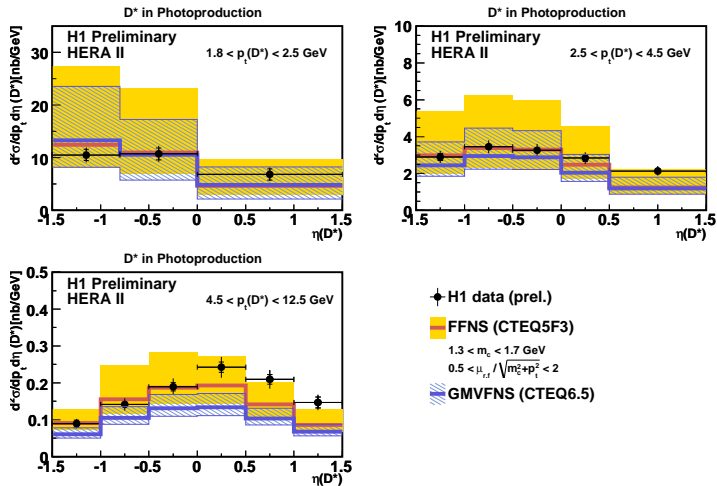 D* in Photoproduction
H1 Preliminary
HERA II
1.8 < p_t(D*) < 2.5 GeV
d²σ/dp_t dη (D*)[nb/GeV]
30
20
10
0
-1.5 -1 -0.5 0 0.5 1 1.5
η(D*)
D* in Photoproduction
H1 Preliminary
HERA II
2.5 < p_t(D*) < 4.5 GeV
d²σ/dp_t dη (D*)[nb/GeV]
10
8
6
4
2
0
-1.5 -1 -0.5 0 0.5 1 1.5
η(D*)
D* in Photoproduction
H1 Preliminary
HERA II
4.5 < p_t(D*) < 12.5 GeV
d²σ/dp_t dη (D*)[nb/GeV]
0.5
0.4
0.3
0.2
0.1
0
-1.5 -1 -0.5 0 0.5 1 1.5
η(D*)
H1 data (prel.)
FFNS (CTEQ5F3)
1.3 < m_c < 1.7 GeV
0.5 < μ_r,f / √m_c²+p_t² < 2
GMVFNS (CTEQ6.5)